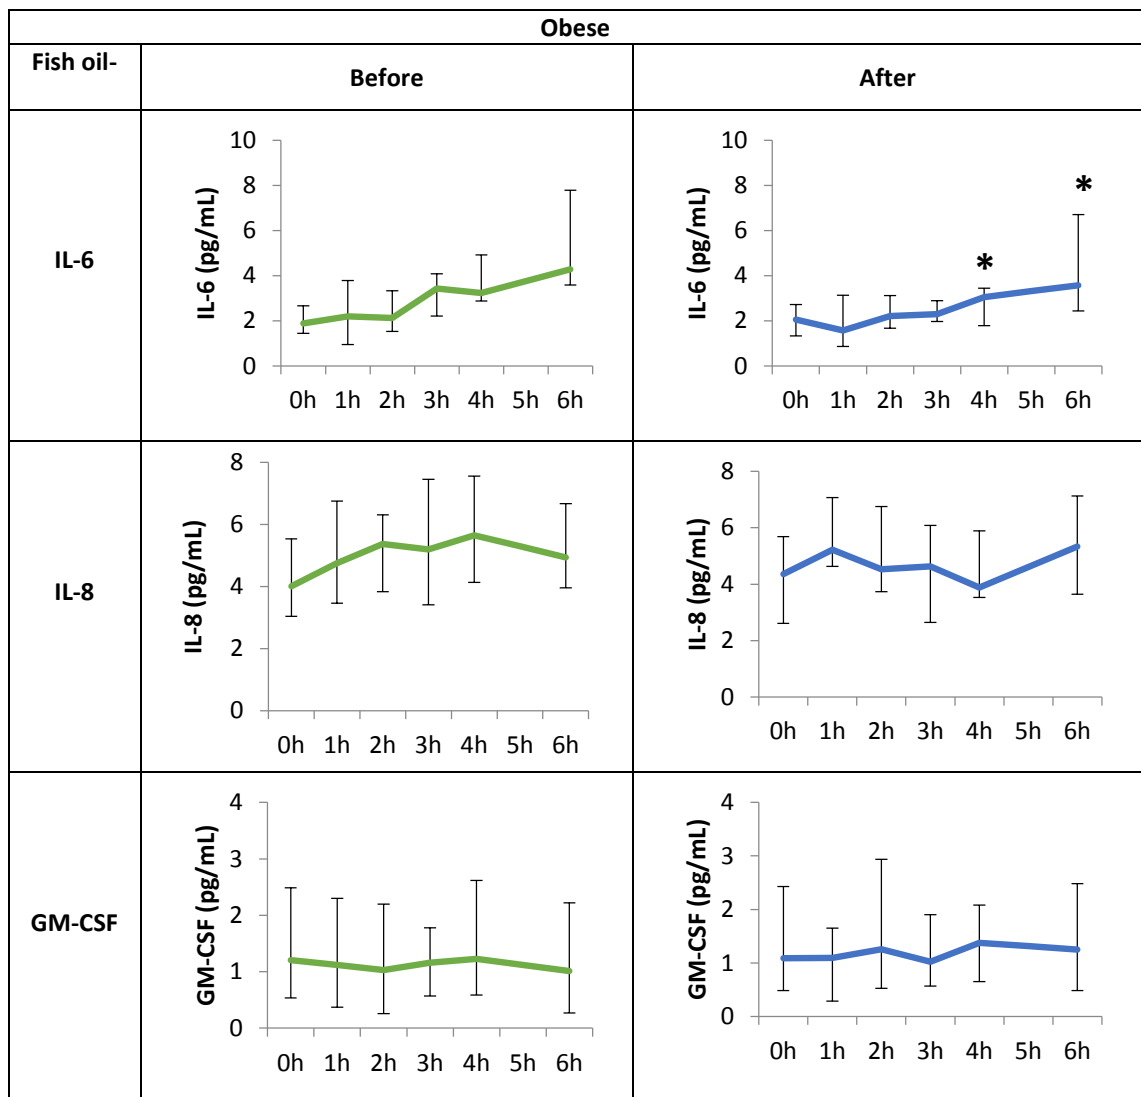 Obese
Fish oil-
Before
After
IL-6
IL-6 (pg/mL)
10
8
6
4
2
0
0h 1h 2h 3h 4h 5h 6h
IL-6 (pg/mL)
10
8
6
4
2
0
*
*
0h 1h 2h 3h 4h 5h 6h
IL-8
IL-8 (pg/mL)
8
6
4
2
0
0h 1h 2h 3h 4h 5h 6h
IL-8 (pg/mL)
8
6
4
2
0
0h 1h 2h 3h 4h 5h 6h
GM-CSF
GM-CSF (pg/mL)
4
3
2
1
0
0h 1h 2h 3h 4h 5h 6h
GM-CSF (pg/mL)
4
3
2
1
0
0h 1h 2h 3h 4h 5h 6h